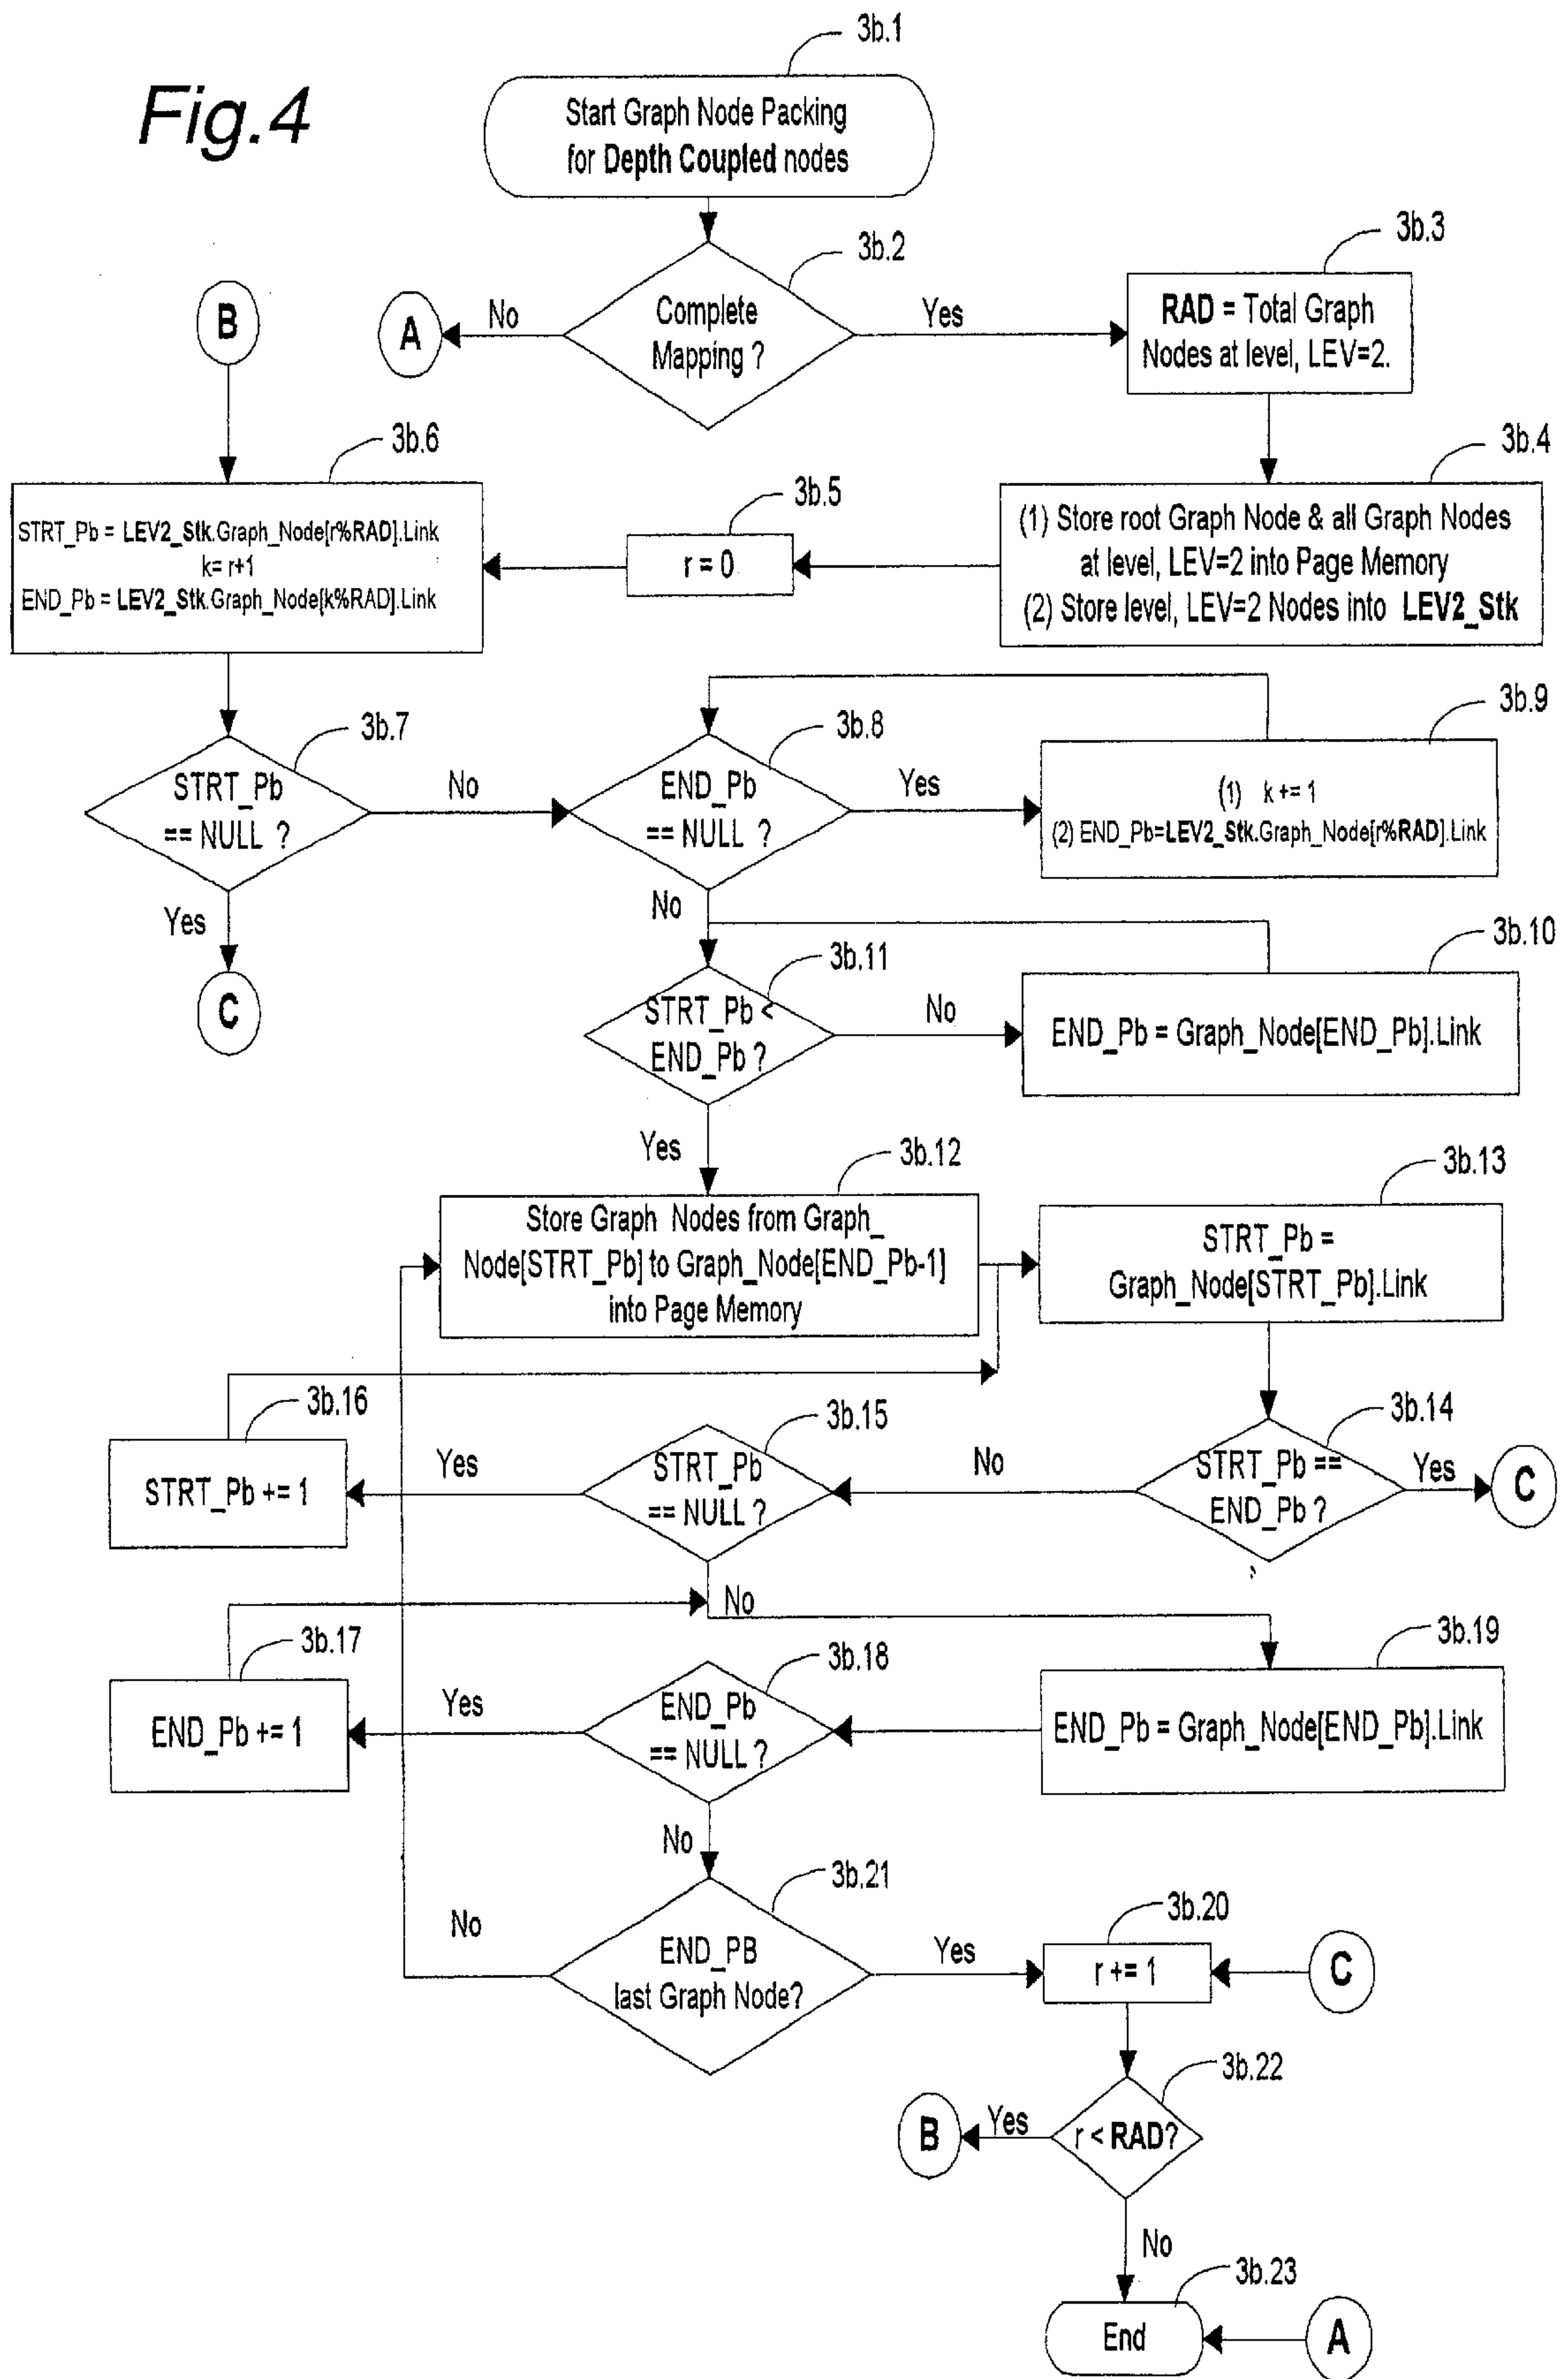 Fig.4
3b.1
Start Graph Node Packing
for Depth Coupled nodes
3b.2
Complete
Mapping ?
No
A
Yes
3b.3
RAD = Total Graph
Nodes at level, LEV=2.
B
3b.4
(1) Store root Graph Node & all Graph Nodes
at level, LEV=2 into Page Memory
(2) Store level, LEV=2 Nodes into LEV2_Stk
3b.5
r = 0
3b.6
STRT_Pb = LEV2_Stk.Graph_Node[r%RAD].Link
k= r+1
END_Pb = LEV2_Stk.Graph_Node[k%RAD].Link
3b.7
STRT_Pb
== NULL ?
No
Yes
C
3b.8
END_Pb
== NULL ?
Yes
No
3b.9
(1) k += 1
(2) END_Pb=LEV2_Stk.Graph_Node[r%RAD].Link
3b.10
END_Pb = Graph_Node[END_Pb].Link
3b.11
STRT_Pb <
END_Pb ?
No
Yes
3b.12
Store Graph Nodes from Graph_
Node[STRT_Pb] to Graph_Node[END_Pb-1]
into Page Memory
3b.13
STRT_Pb =
Graph_Node[STRT_Pb].Link
3b.14
STRT_Pb ==
END_Pb ?
Yes
C
No
3b.15
STRT_Pb
== NULL ?
Yes
No
3b.16
STRT_Pb += 1
3b.17
END_Pb += 1
3b.18
END_Pb
== NULL ?
Yes
No
3b.19
END_Pb = Graph_Node[END_Pb].Link
3b.21
END_PB
last Graph Node?
No
Yes
3b.20
r += 1
C
3b.22
r < RAD?
Yes
B
No
3b.23
End
A